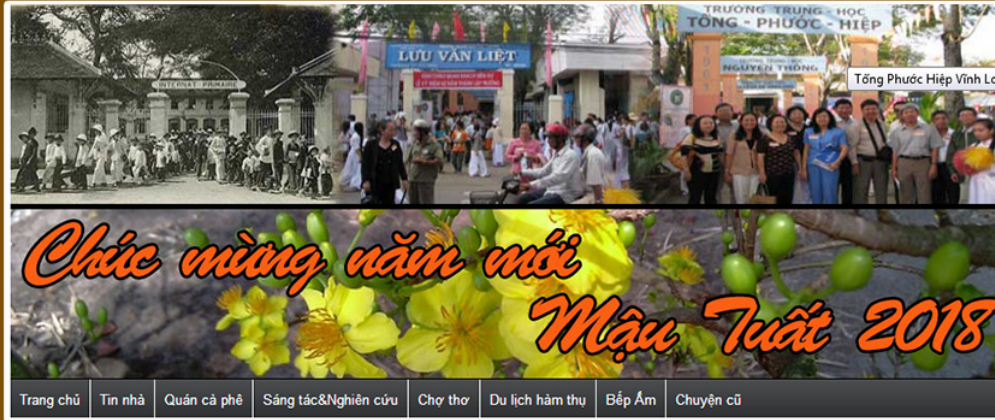 INTERNAT PRIMAIRE
LƯU VĂN LIỆT
TRƯỜNG TRUNG - HỌC
TỐNG - PHƯỚC - HIỆP
NGUYỄN THÔNG
Tống Phước Hiệp Vĩnh Lo
Chúc mừng năm mới
Mậu Tuất 2018
Trang chủ
Tin nhà
Quán cà phê
Sáng tác&Nghiên cứu
Chợ thơ
Du lịch hàm thụ
Bếp Ấm
Chuyện cũ